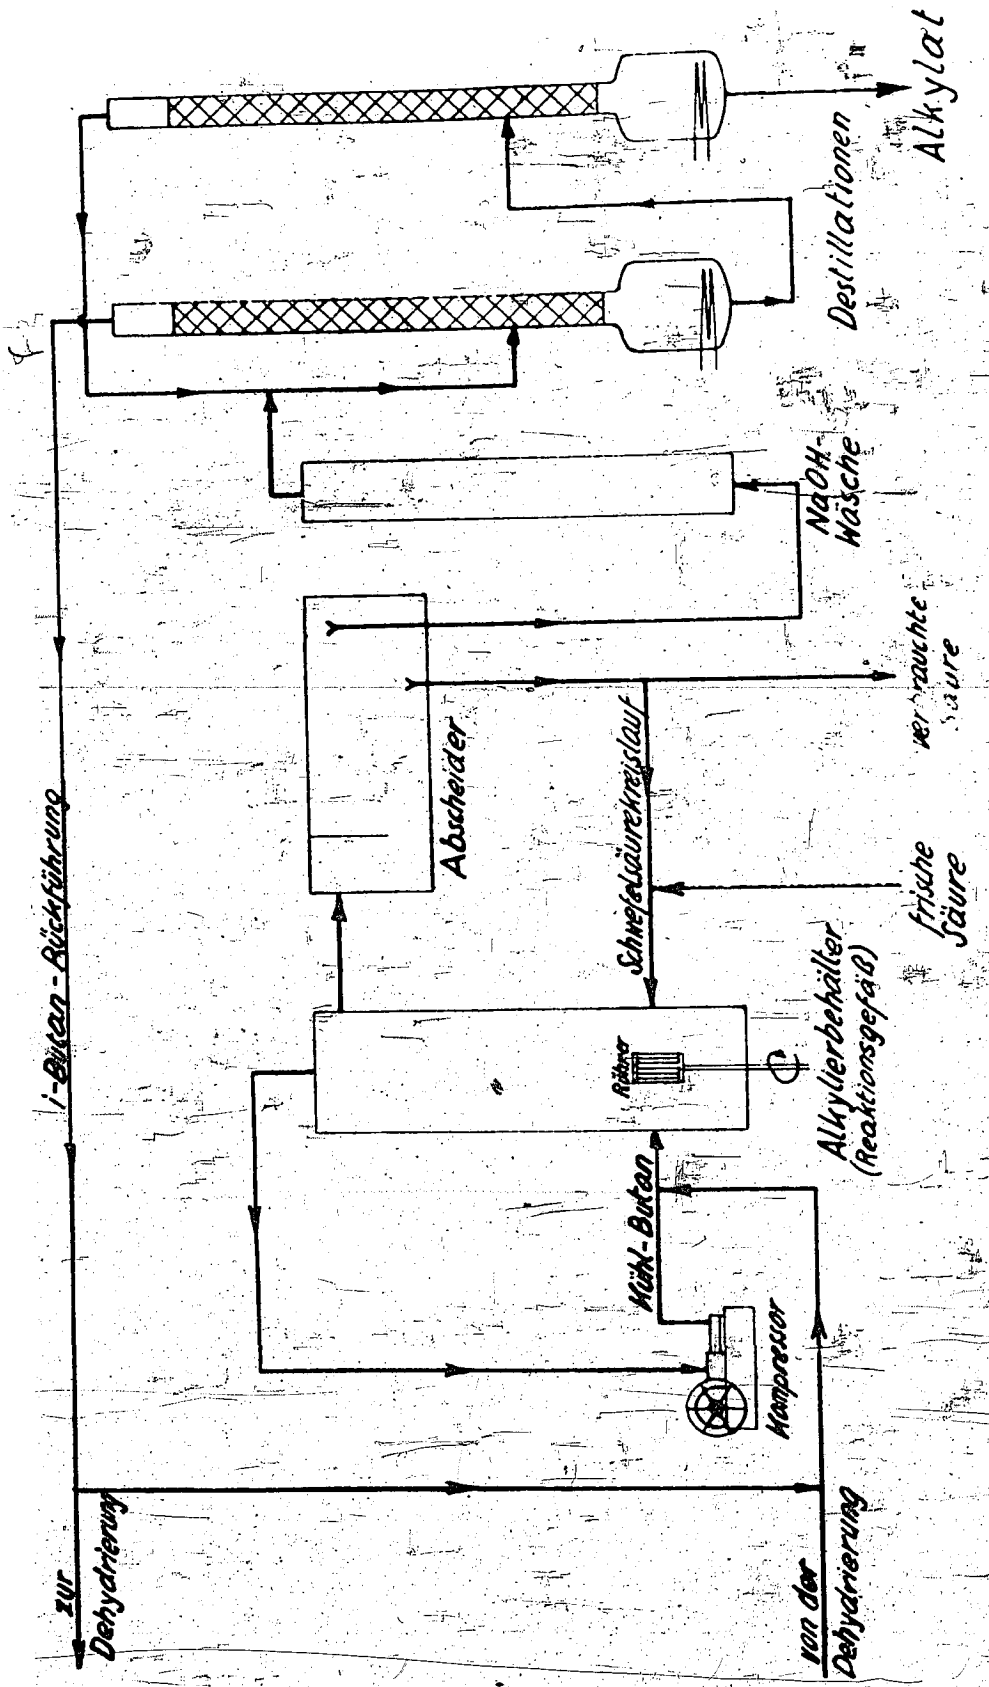 zur
Dehydrierung
i-Butan-Rückführung
von der
Dehydrierung
Kompressor
Kühl-Butan
Rührer
Alkylierbehälter
(Reaktionsgefäß)
Schwefelsäurekreislauf
frische
Säure
Abscheider
verbrauchte
Säure
NaOH-
Wäsche
Destillationen
Alkylat